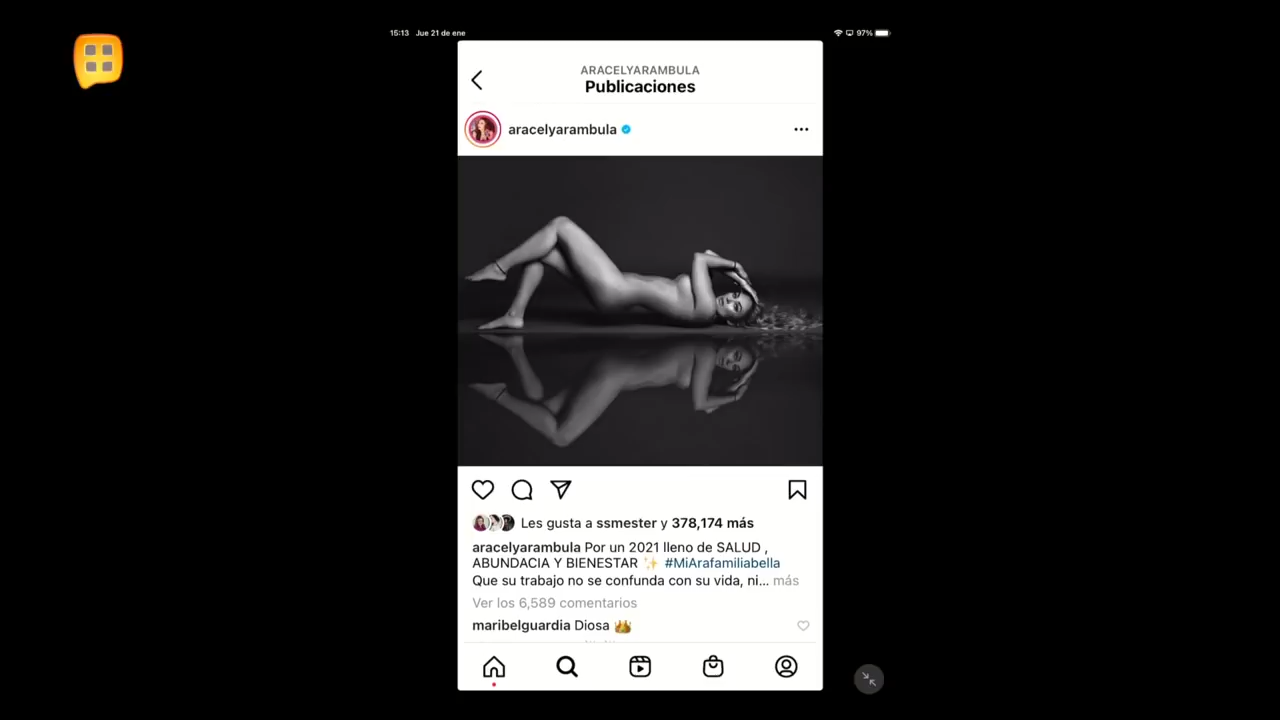 15:13 Jue 21 de ene
97%
ARACELYARAMBULA
Publicaciones
aracelyarambula
Les gusta a ssmester y 378,174 más
aracelyarambula Por un 2021 lleno de SALUD ,
ABUNDACIA Y BIENESTAR ✨ #MiArafamiliabella
Que su trabajo no se confunda con su vida, ni... más
Ver los 6,589 comentarios
maribelguardia Diosa 👑